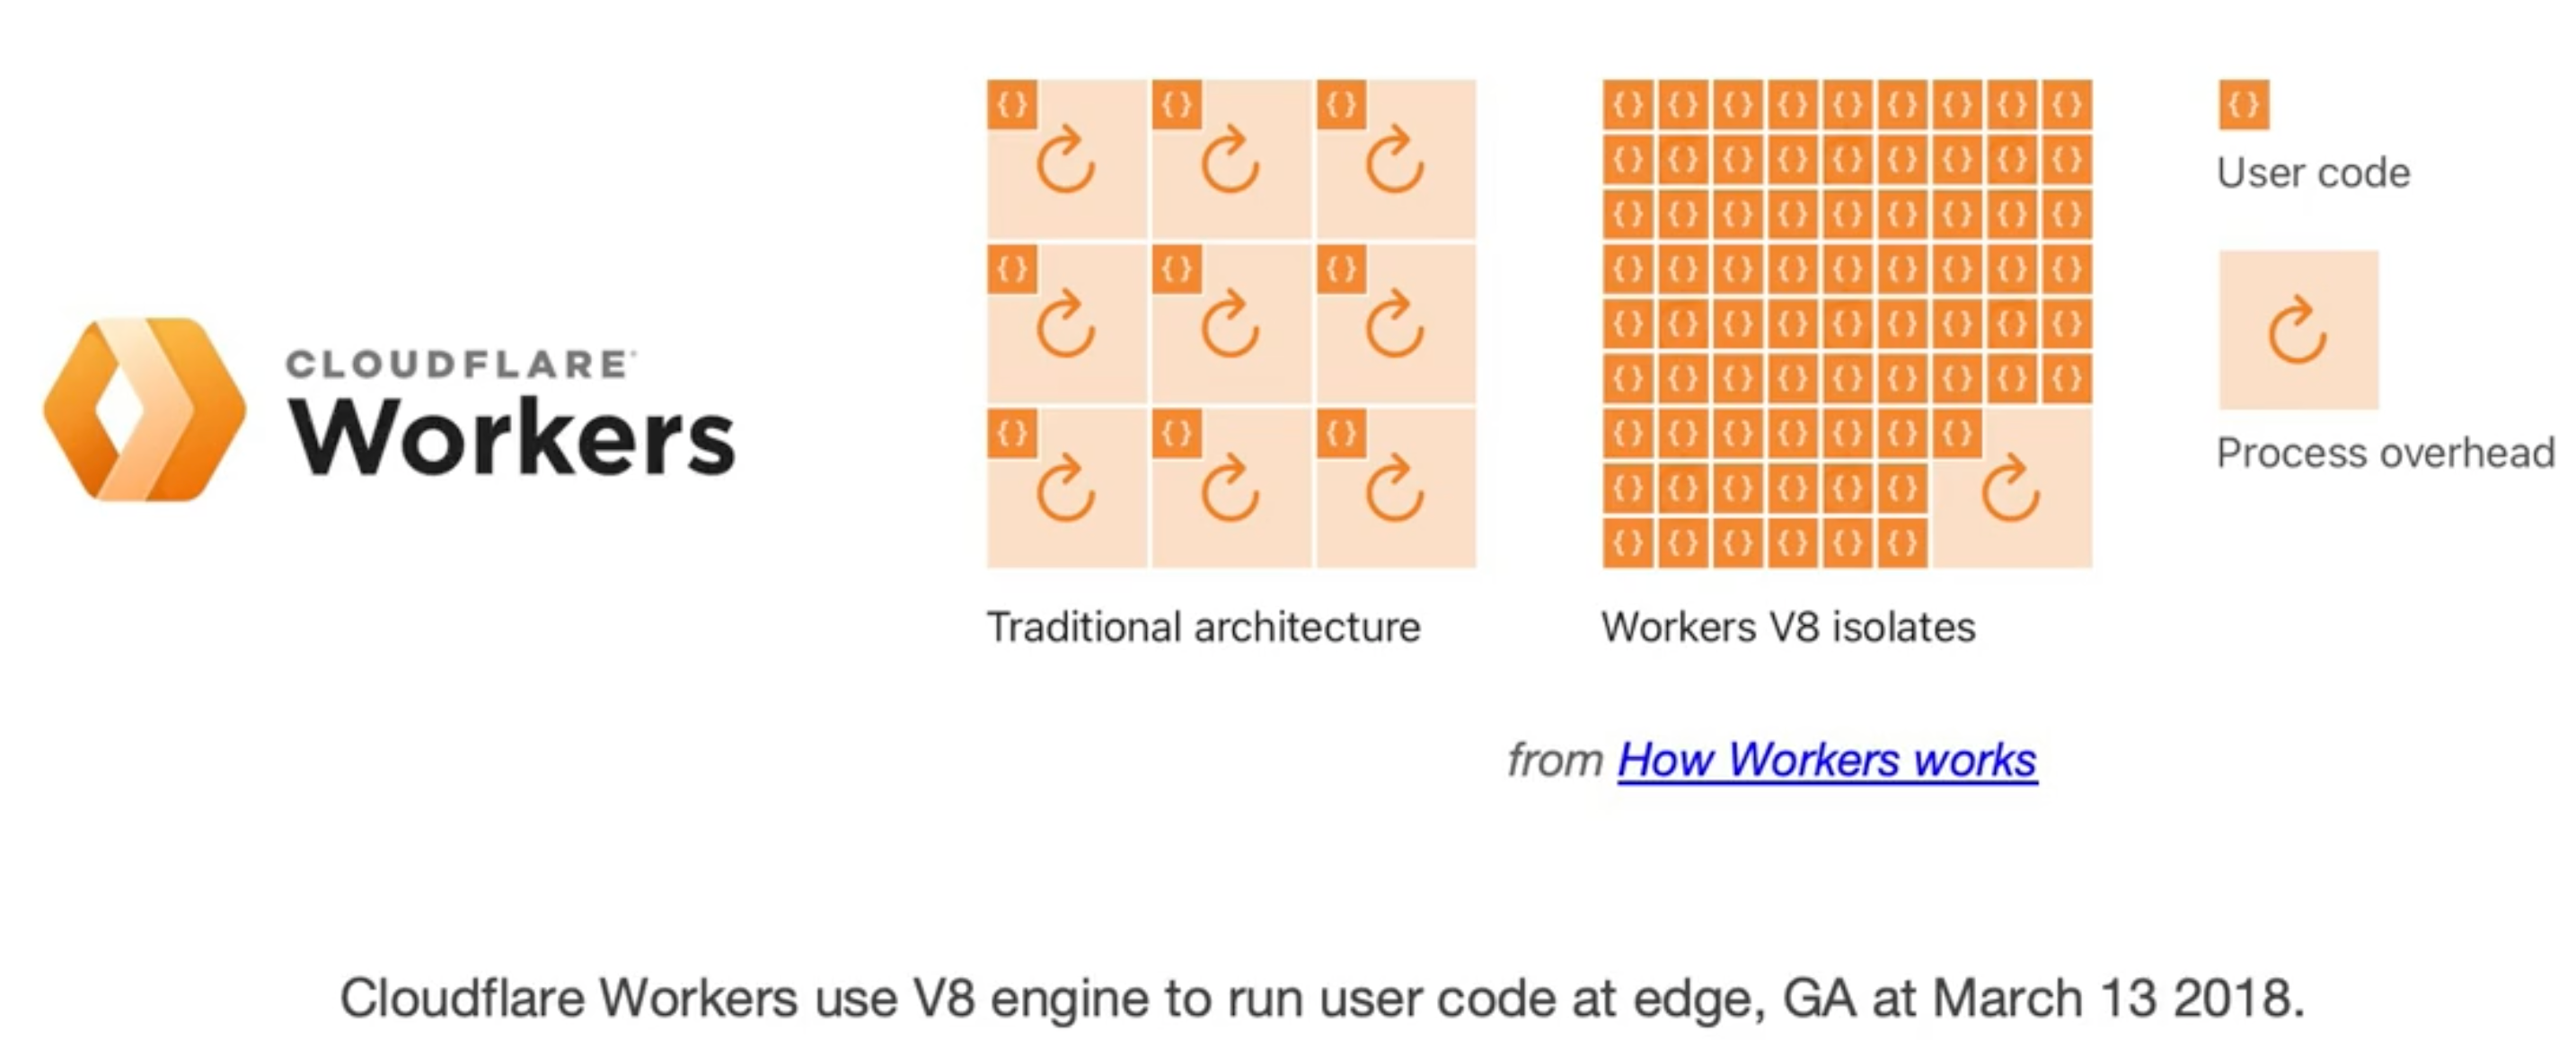 CLOUDFLARE
Workers
User code
Process overhead
Traditional architecture
Workers V8 isolates
from How Workers works
Cloudflare Workers use V8 engine to run user code at edge, GA at March 13 2018.